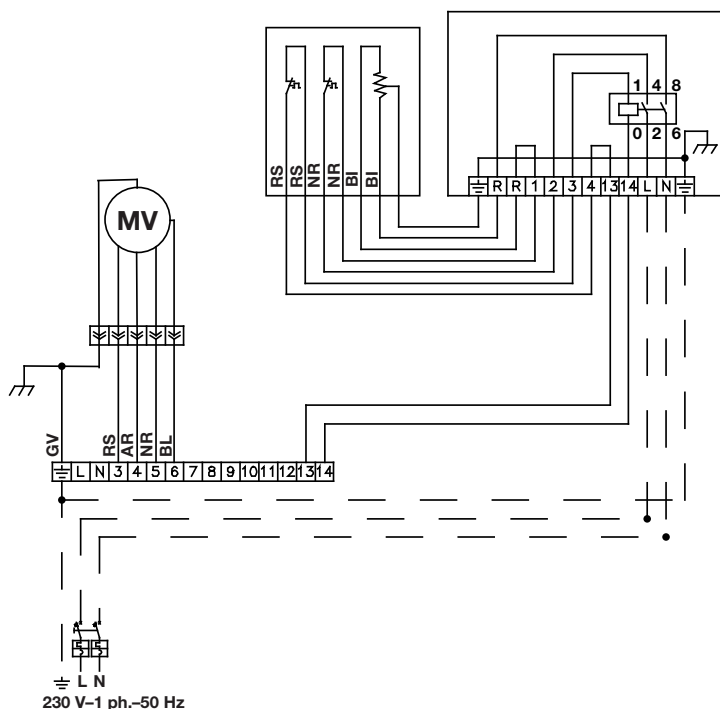 1 4 8
0 2 6
RS RS NR NR BI BI
R R 1 2 3 4 13 14 L N
MV
GV RS AR NR BL
L N 3 4 5 6 7 8 9 10 11 12 13 14
L N
230 V–1 ph.–50 Hz